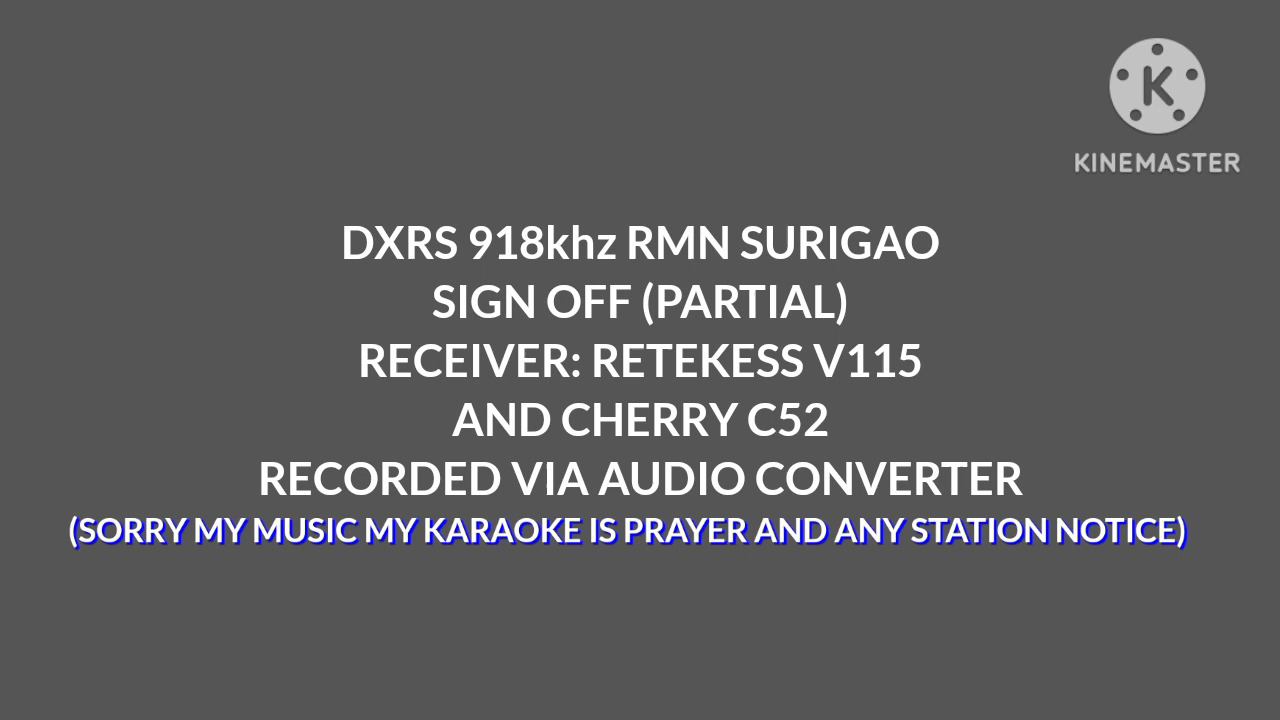 K
KINEMASTER
DXRS 918khz RMN SURIGAO
SIGN OFF (PARTIAL)
RECEIVER: RETEKESS V115
AND CHERRY C52
RECORDED VIA AUDIO CONVERTER
(SORRY MY MUSIC MY KARAOKE IS PRAYER AND ANY STATION NOTICE)